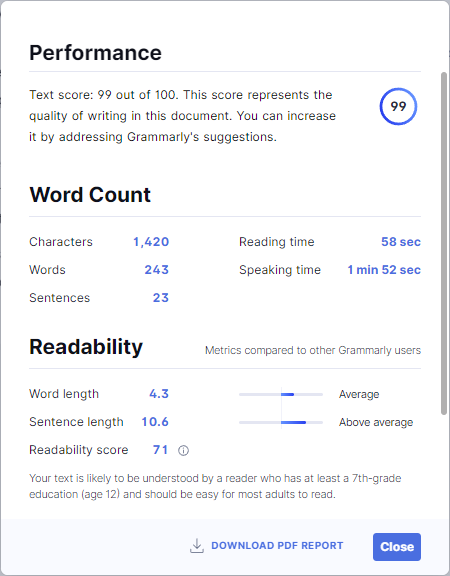 Performance
Text score: 99 out of 100. This score represents the
quality of writing in this document. You can increase
it by addressing Grammarly's suggestions.
99
Word Count
Characters 1,420 Reading time 58 sec
Words 243 Speaking time 1 min 52 sec
Sentences 23
Readability Metrics compared to other Grammarly users
Word length 4.3 Average
Sentence length 10.6 Above average
Readability score 71
Your text is likely to be understood by a reader who has at least a 7th-grade
education (age 12) and should be easy for most adults to read.
DOWNLOAD PDF REPORT Close